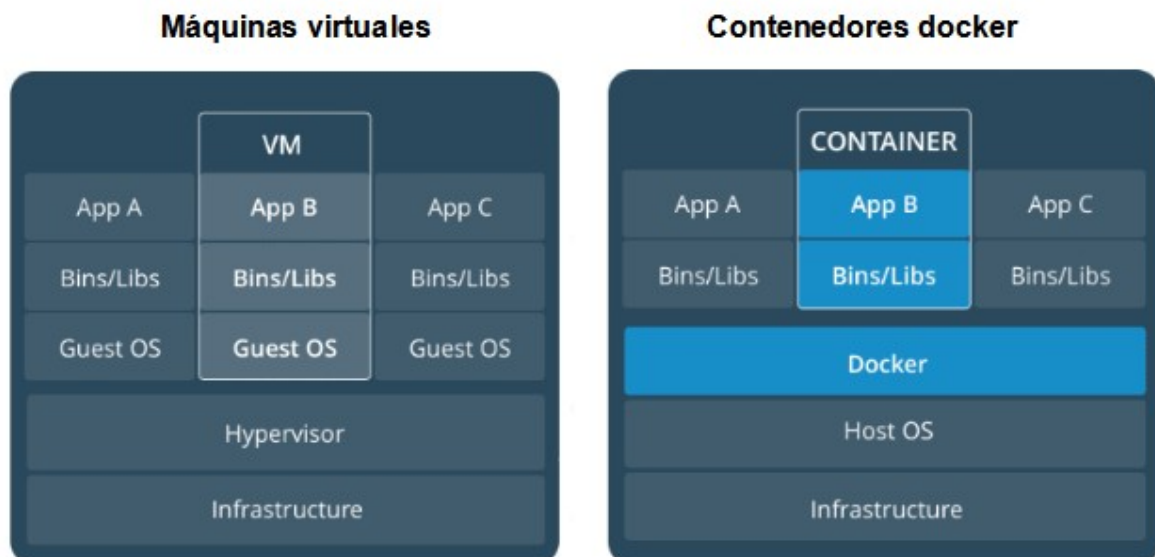 Máquinas virtuales
VM
App A
App B
App C
Bins/Libs
Bins/Libs
Bins/Libs
Guest OS
Guest OS
Guest OS
Hypervisor
Infrastructure
Contenedores docker
CONTAINER
App A
App B
App C
Bins/Libs
Bins/Libs
Bins/Libs
Docker
Host OS
Infrastructure